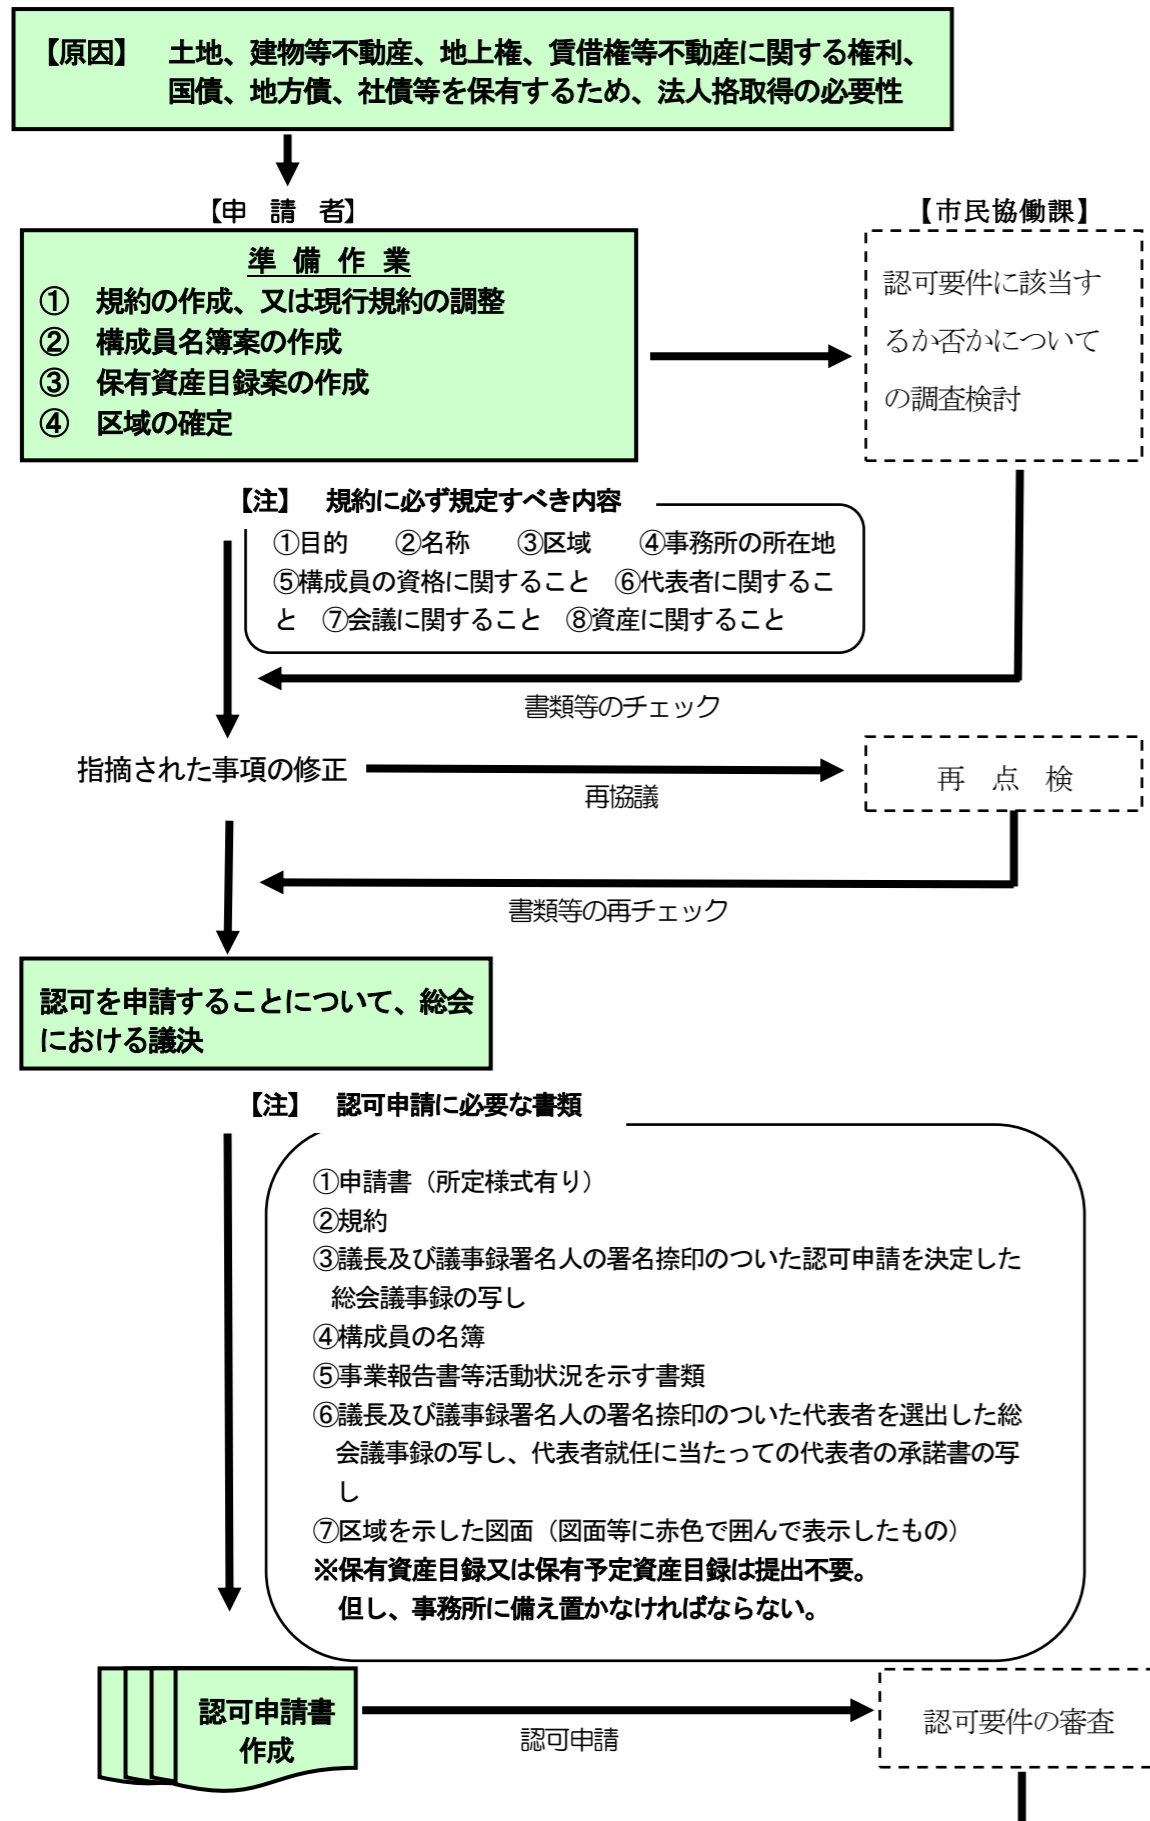 【原因】　土地、建物等不動産、地上権、賃借権等不動産に関する権利、
国債、地方債、社債等を保有するため、法人格取得の必要性
【申　請　者】
準　備　作　業
①　規約の作成、又は現行規約の調整
②　構成員名簿案の作成
③　保有資産目録案の作成
④　区域の確定
【市民協働課】
認可要件に該当す
るか否かについて
の調査検討
【注】　規約に必ず規定すべき内容
①目的　　②名称　　③区域　　④事務所の所在地
⑤構成員の資格に関すること　⑥代表者に関するこ
と　⑦会議に関すること　⑧資産に関すること
書類等のチェック
指摘された事項の修正
再協議
再　点　検
書類等の再チェック
認可を申請することについて、総会
における議決
【注】　認可申請に必要な書類
①申請書（所定様式有り）
②規約
③議長及び議事録署名人の署名捺印のついた認可申請を決定した
総会議事録の写し
④構成員の名簿
⑤事業報告書等活動状況を示す書類
⑥議長及び議事録署名人の署名捺印のついた代表者を選出した総
会議事録の写し、代表者就任に当たっての代表者の承諾書の写
し
⑦区域を示した図面（図面等に赤色で囲んで表示したもの）
※保有資産目録又は保有予定資産目録は提出不要。
但し、事務所に備え置かなければならない。
認可申請書
作成
認可申請
認可要件の審査